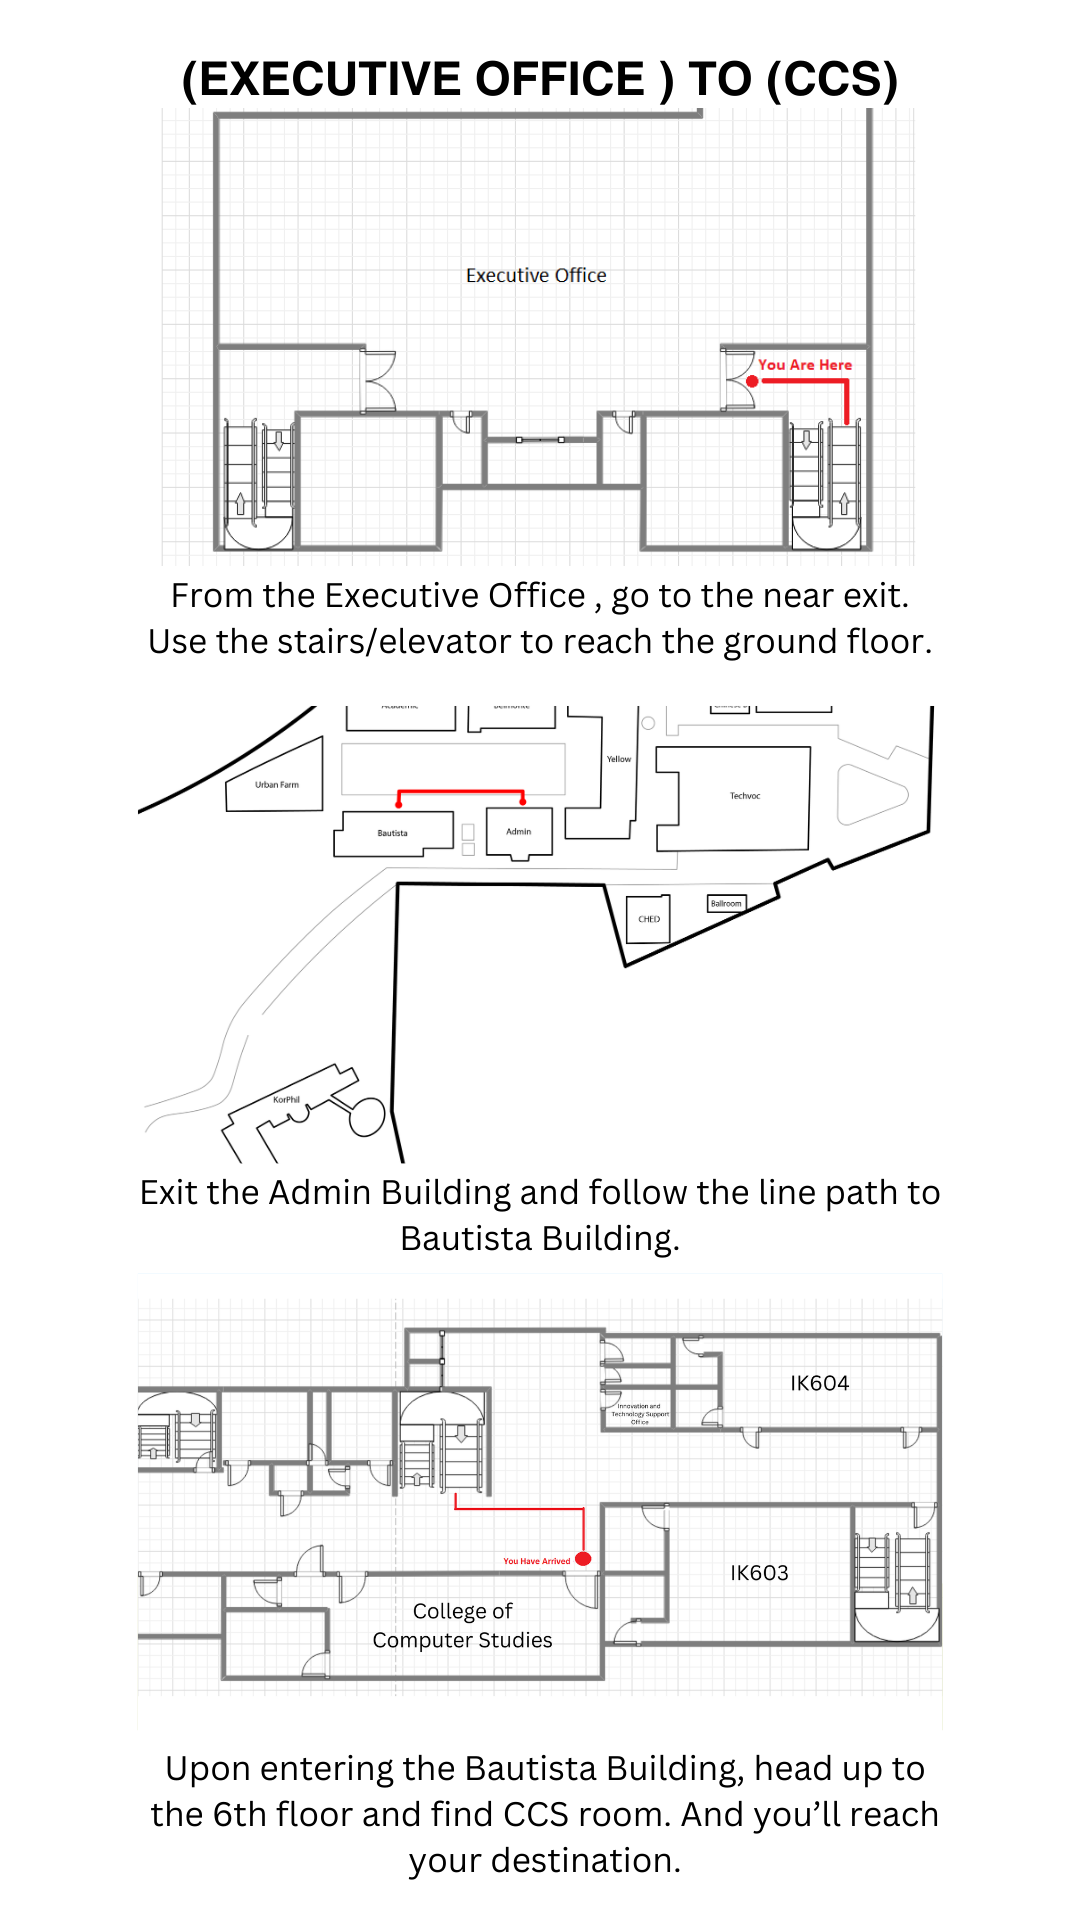 (EXECUTIVE OFFICE ) TO (CCS)
Executive Office
You Are Here
From the Executive Office , go to the near exit.
Use the stairs/elevator to reach the ground floor.
Academic
Belmonte
Yellow
Urban Farm
Techvoc
Bautista
Admin
CHED
Ballroom
KorPhil
Exit the Admin Building and follow the line path to
Bautista Building.
IK604
Innovation and
Technology Support
Office
You Have Arrived
IK603
College of
Computer Studies
Upon entering the Bautista Building, head up to
the 6th floor and find CCS room. And you’ll reach
your destination.